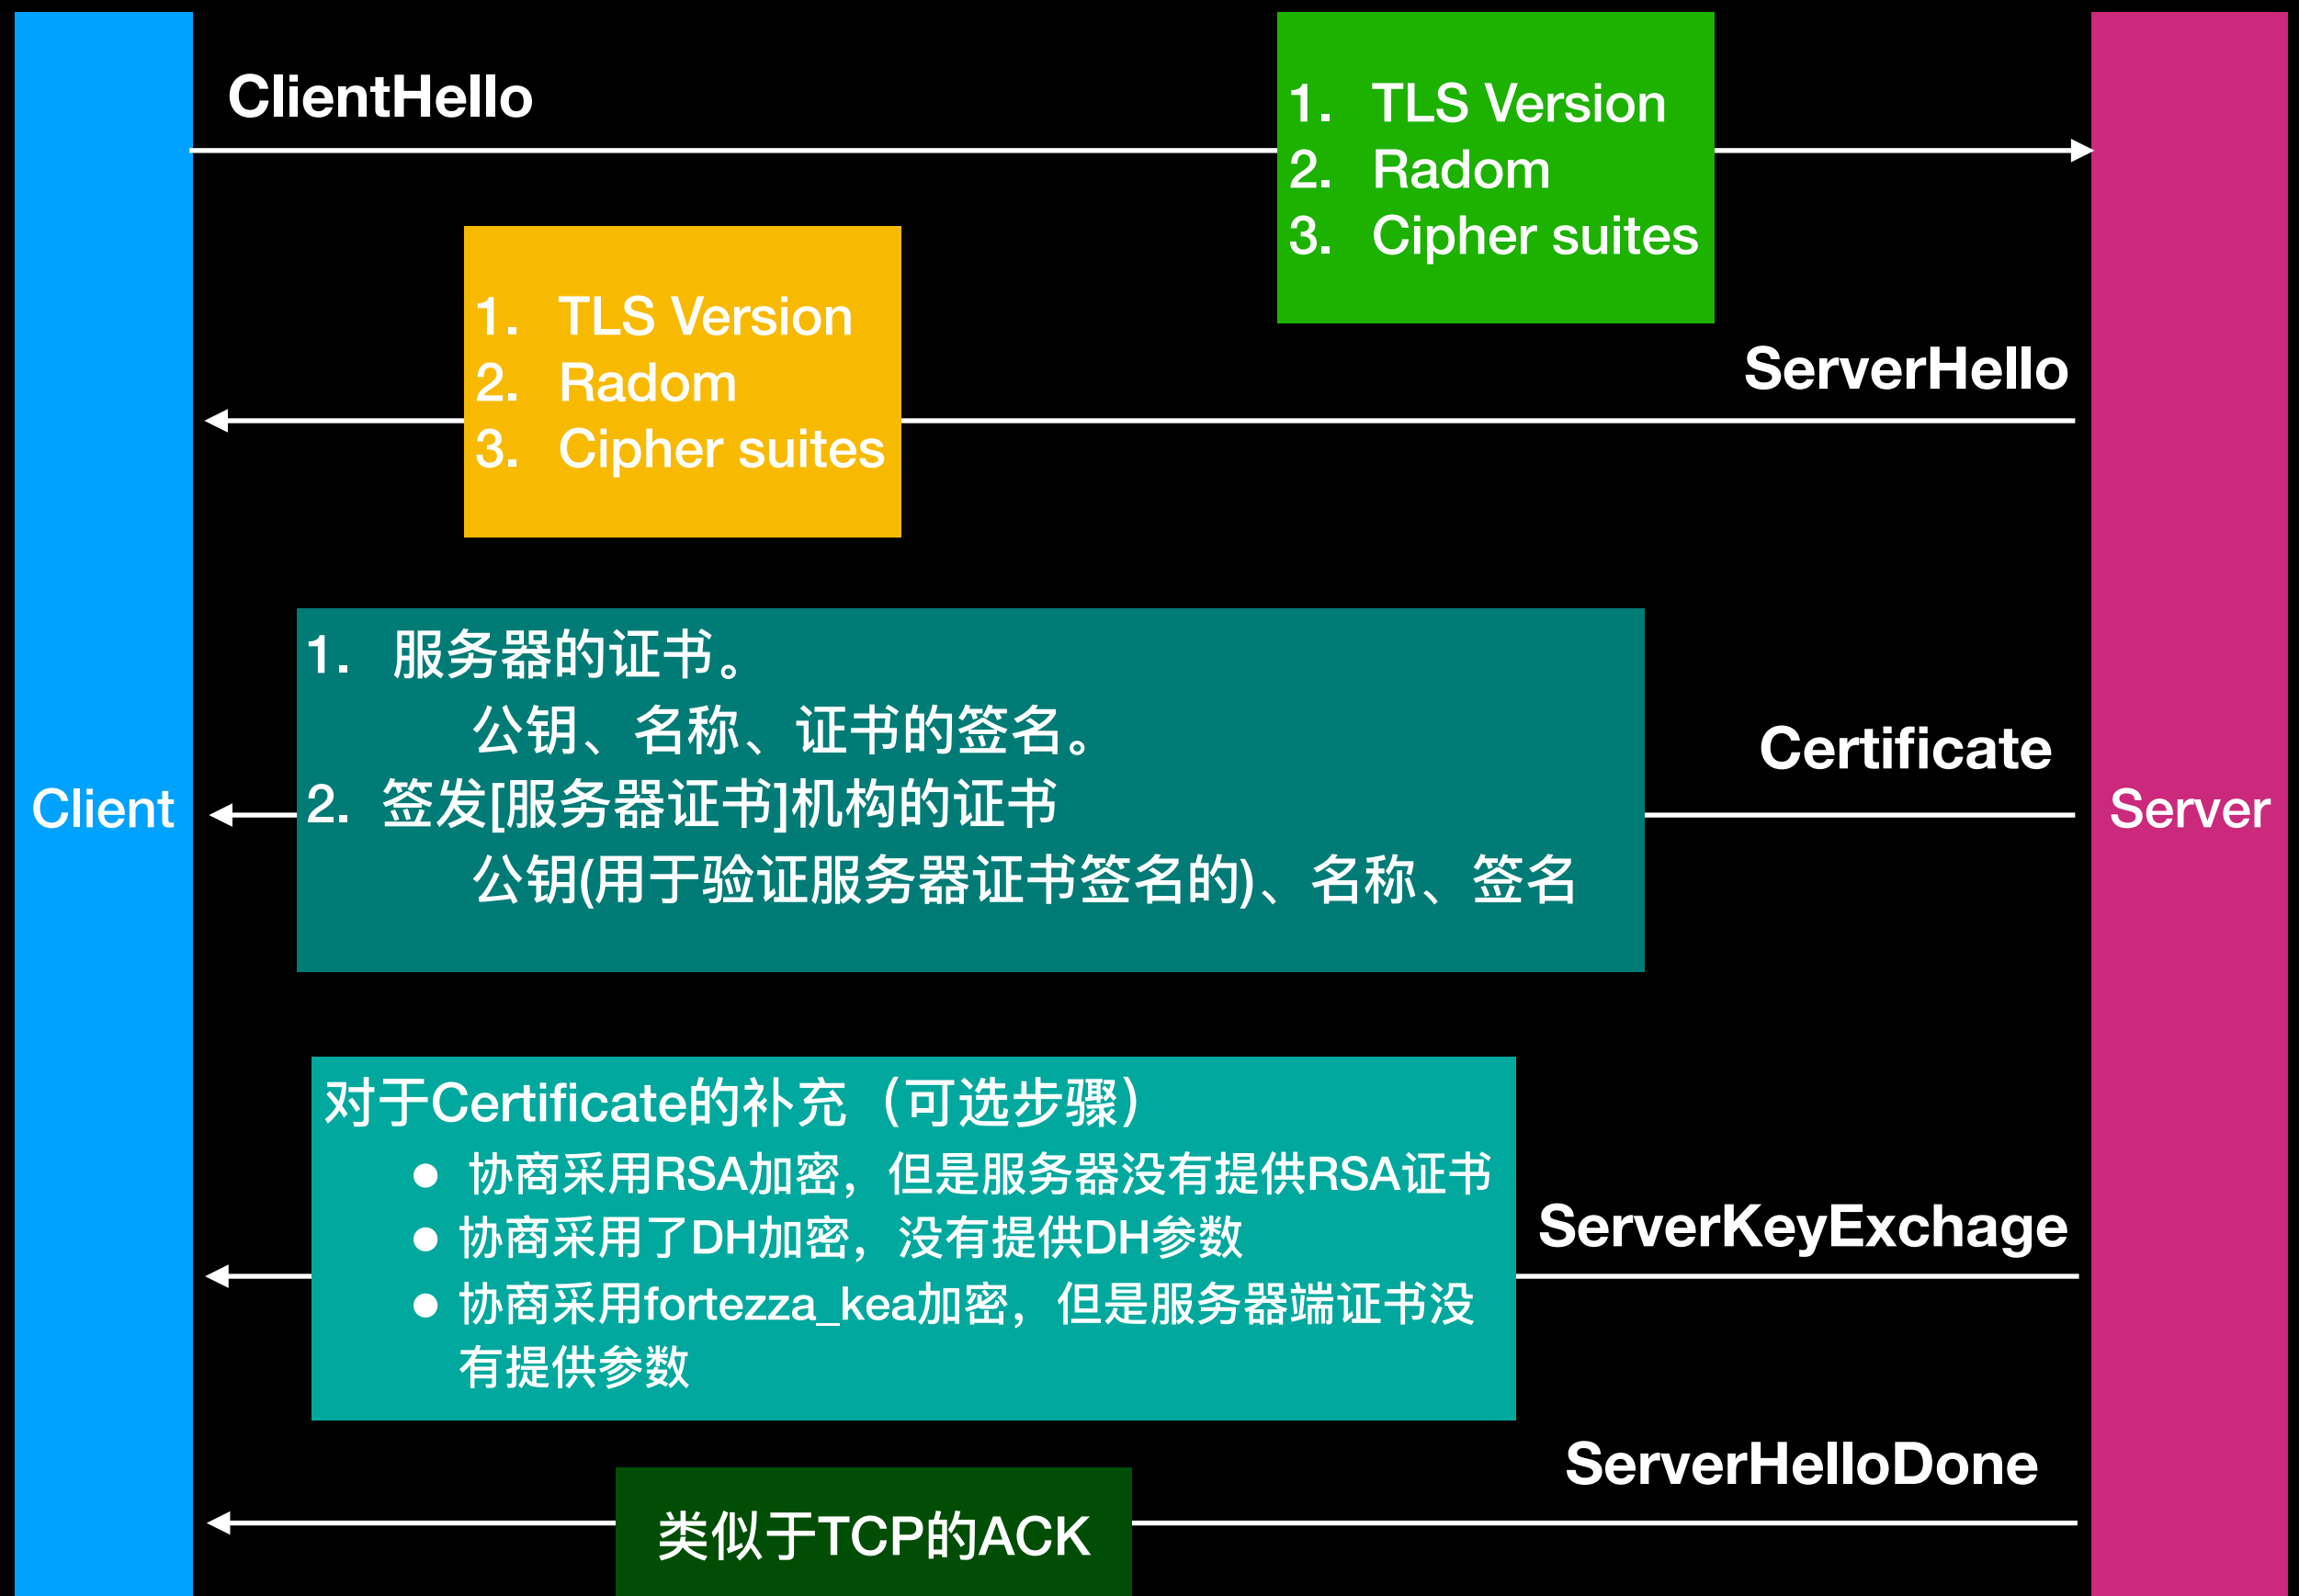 ClientHello
1. TLS Version
2. Radom
3. Cipher suites
1. TLS Version
2. Radom
3. Cipher suites
ServerHello
1. 服务器的证书。
公钥、名称、证书的签名。
2. 签发[服务器证书]机构的证书
公钥(用于验证服务器证书签名的)、名称、签名
Certificate
Client
Server
对于Certificate的补充（可选步骤）
● 协商采用RSA加密，但是服务器没有提供RSA证书
● 协商采用了DH加密，没有提供DH参数
● 协商采用fortezza_kea加密，但是服务器端证书没
有提供参数
ServerKeyExchange
ServerHelloDone
类似于TCP的ACK